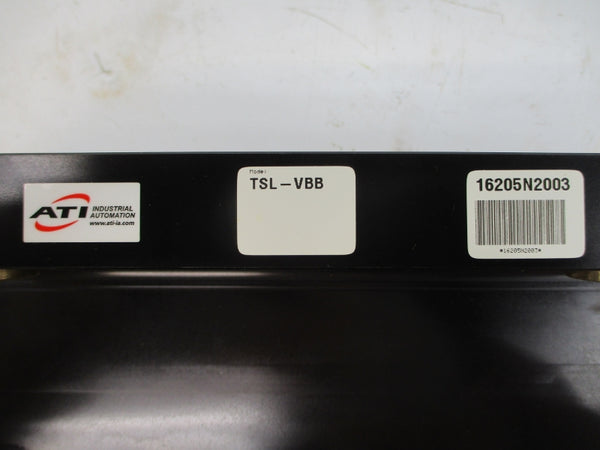 ATI INDUSTRIAL
AUTOMATION
www.ati-ia.com
Model
TSL-VBB
16205N2003
*16205N2003*